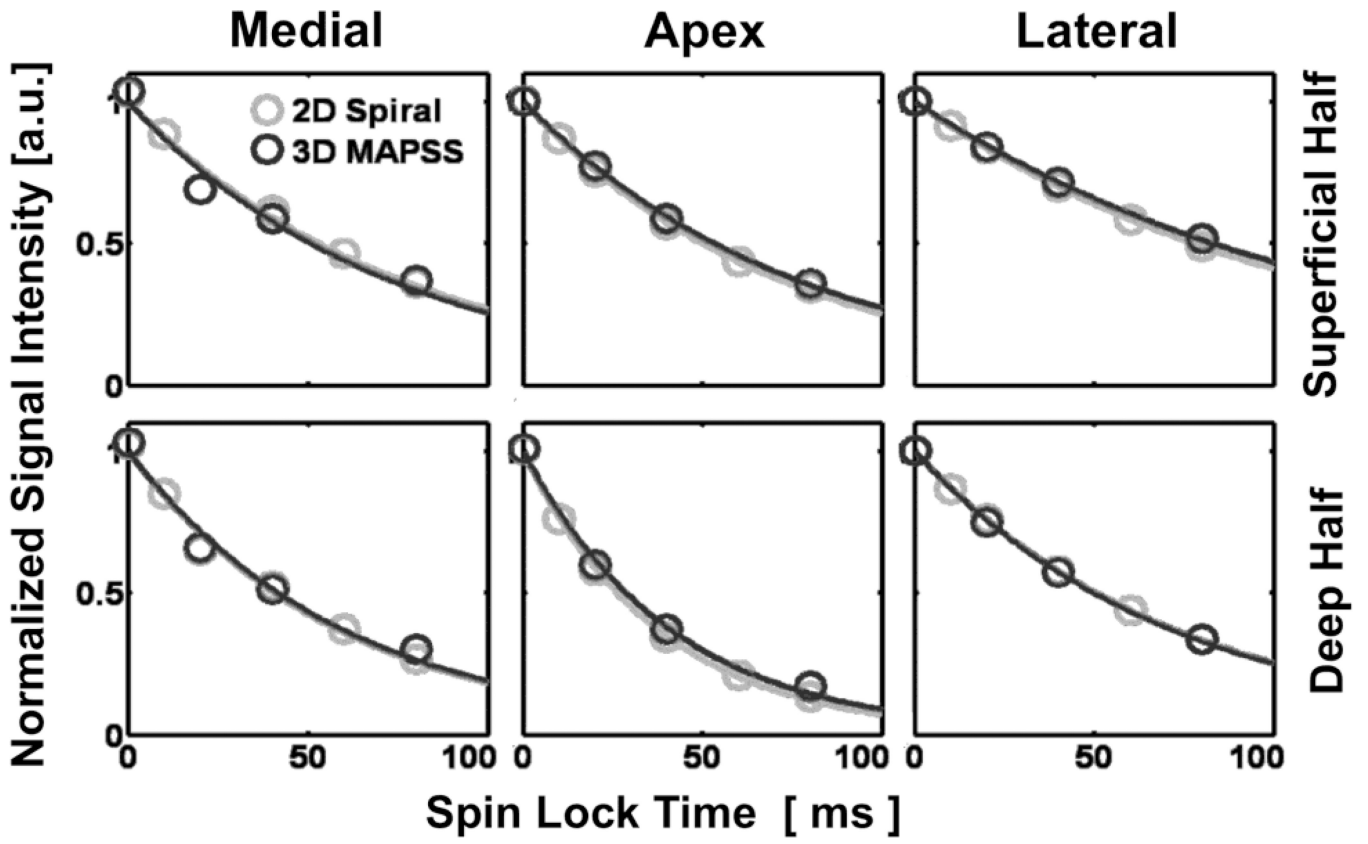 Medial Apex Lateral
Normalized Signal Intensity [a.u.]
1
0.5
0
2D Spiral
3D MAPSS
Superficial Half
1
0.5
0
0 50 100 0 50 100 0 50 100
Deep Half
Spin Lock Time [ ms ]